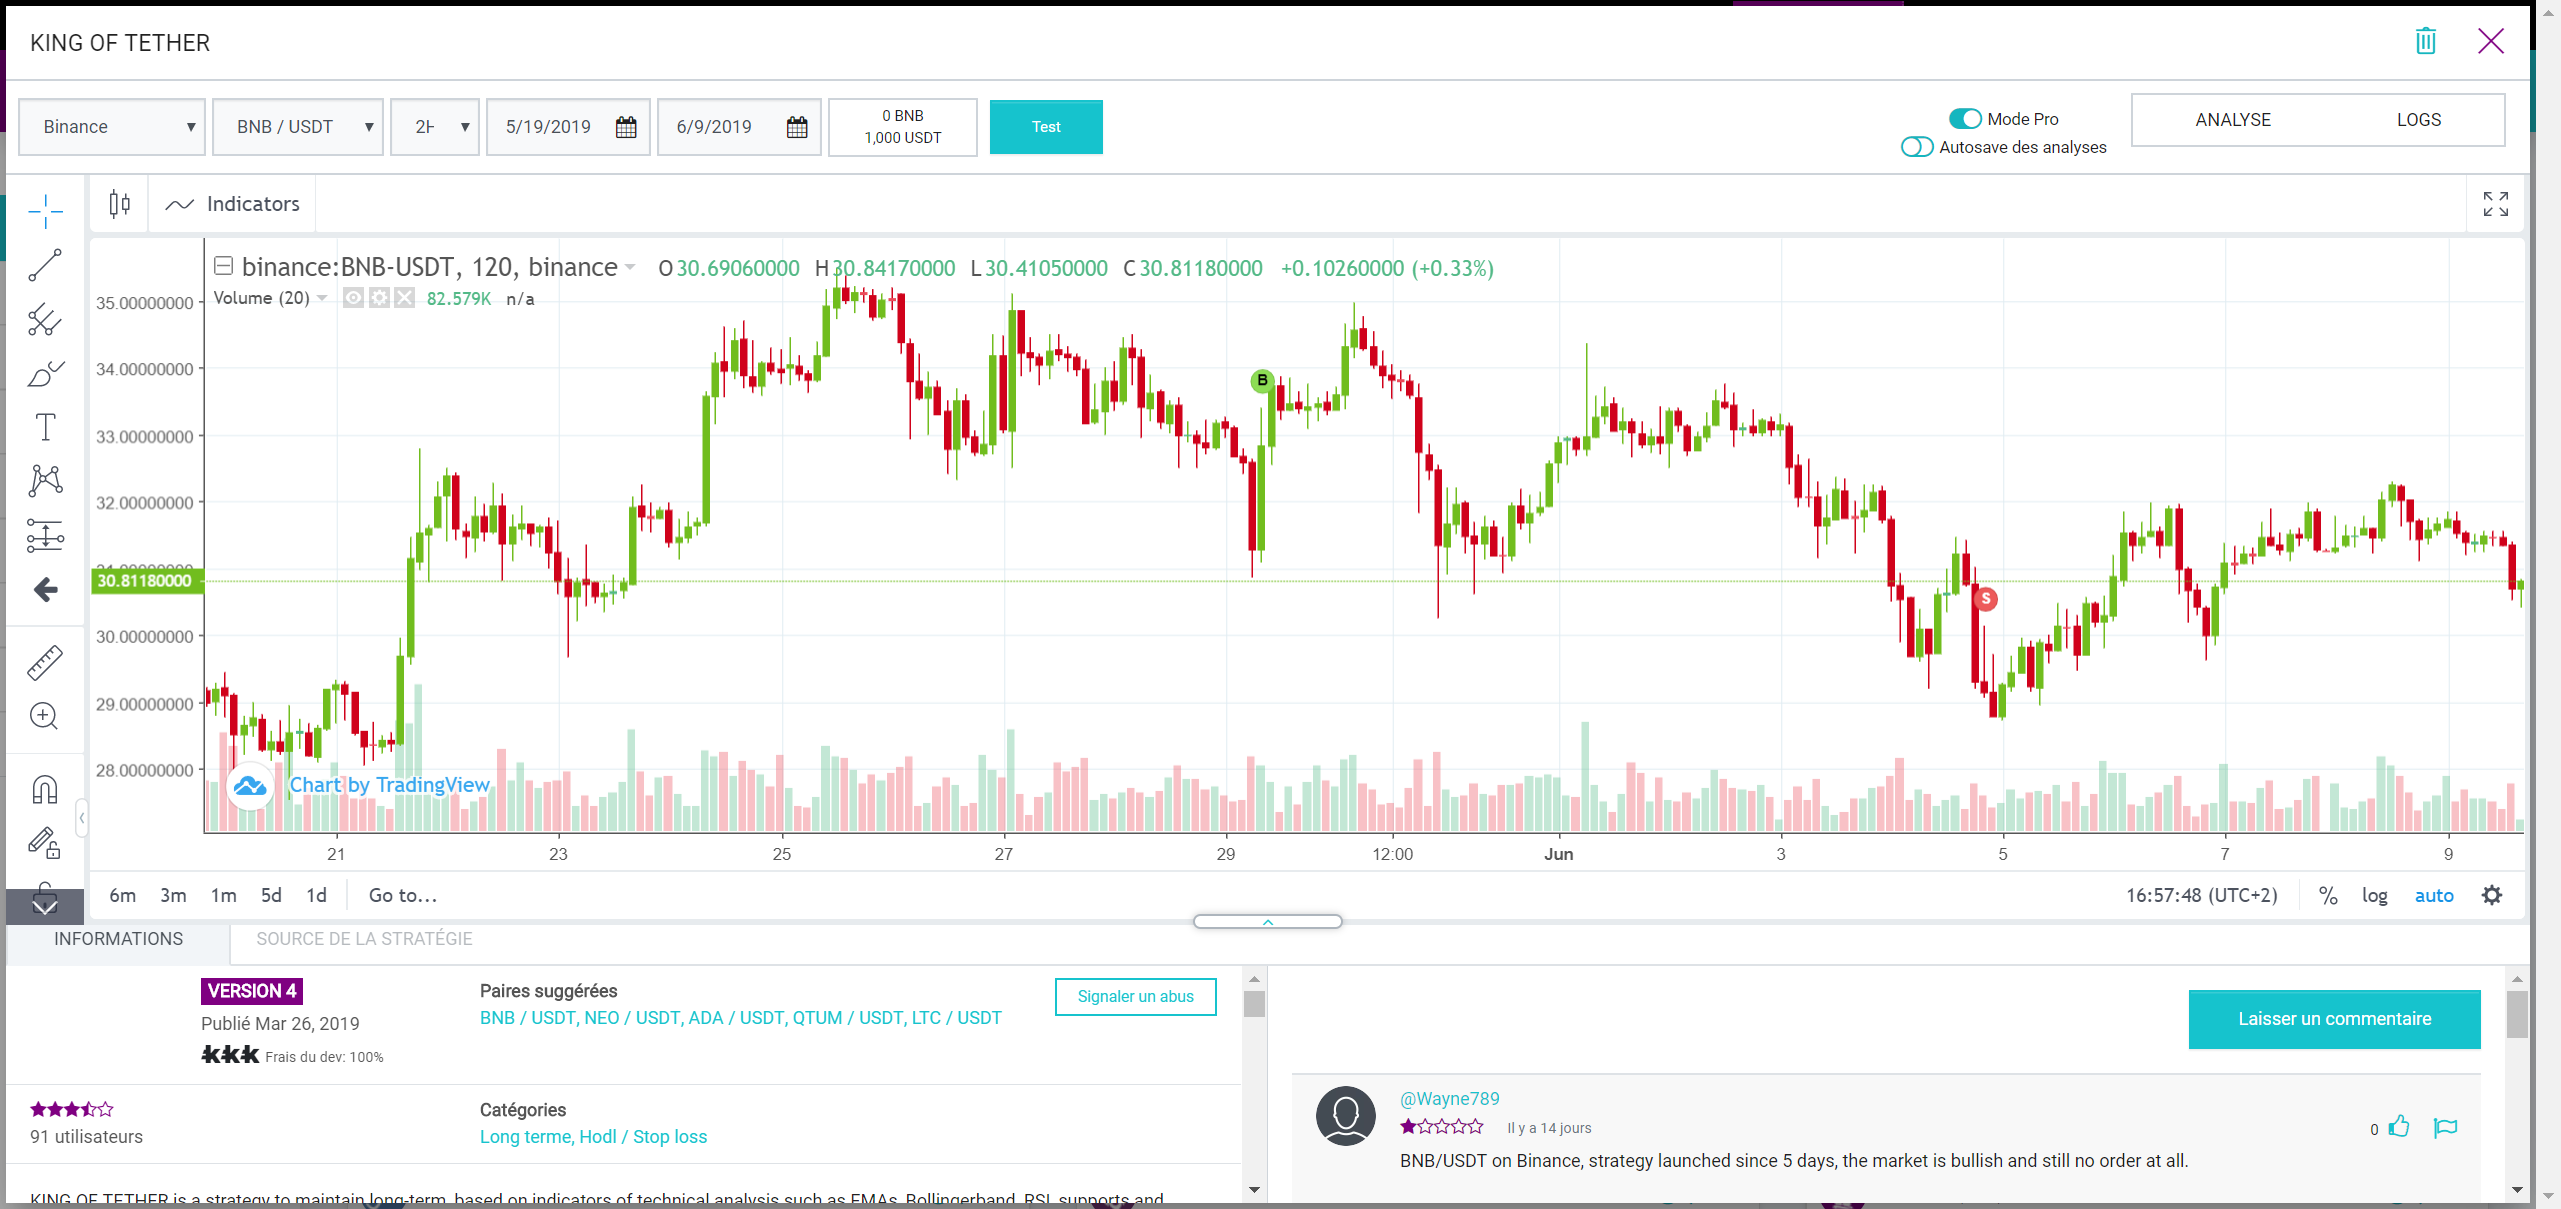 KING OF TETHER
Binance
BNB / USDT
2H
5/19/2019
6/9/2019
0 BNB
1,000 USDT
Test
Mode Pro
Autosave des analyses
ANALYSE
LOGS
Indicators
binance:BNB-USDT, 120, binance O30.69060000 H30.84170000 L30.41050000 C30.81180000 +0.10260000 (+0.33%)
Volume (20) 82.579K n/a
35.00000000
34.00000000
B
33.00000000
32.00000000
31.00000000
30.81180000
S
30.00000000
29.00000000
28.00000000
Chart by TradingView
21 23 25 27 29 12:00 Jun 3 5 7 9
6m 3m 1m 5d 1d Go to... 16:57:48 (UTC+2) % log auto
INFORMATIONS
SOURCE DE LA STRATÉGIE
VERSION 4
Publié Mar 26, 2019
Frais du dev: 100%
Paires suggérées
BNB / USDT, NEO / USDT, ADA / USDT, QTUM / USDT, LTC / USDT
Signaler un abus
91 utilisateurs
Catégories
Long terme, Hodl / Stop loss
KING OF TETHER is a strategy to maintain long-term, based on indicators of technical analysis such as EMAs, Bollingerband, RSI, supports and
Laisser un commentaire
@Wayne789
Il y a 14 jours
0
BNB/USDT on Binance, strategy launched since 5 days, the market is bullish and still no order at all.